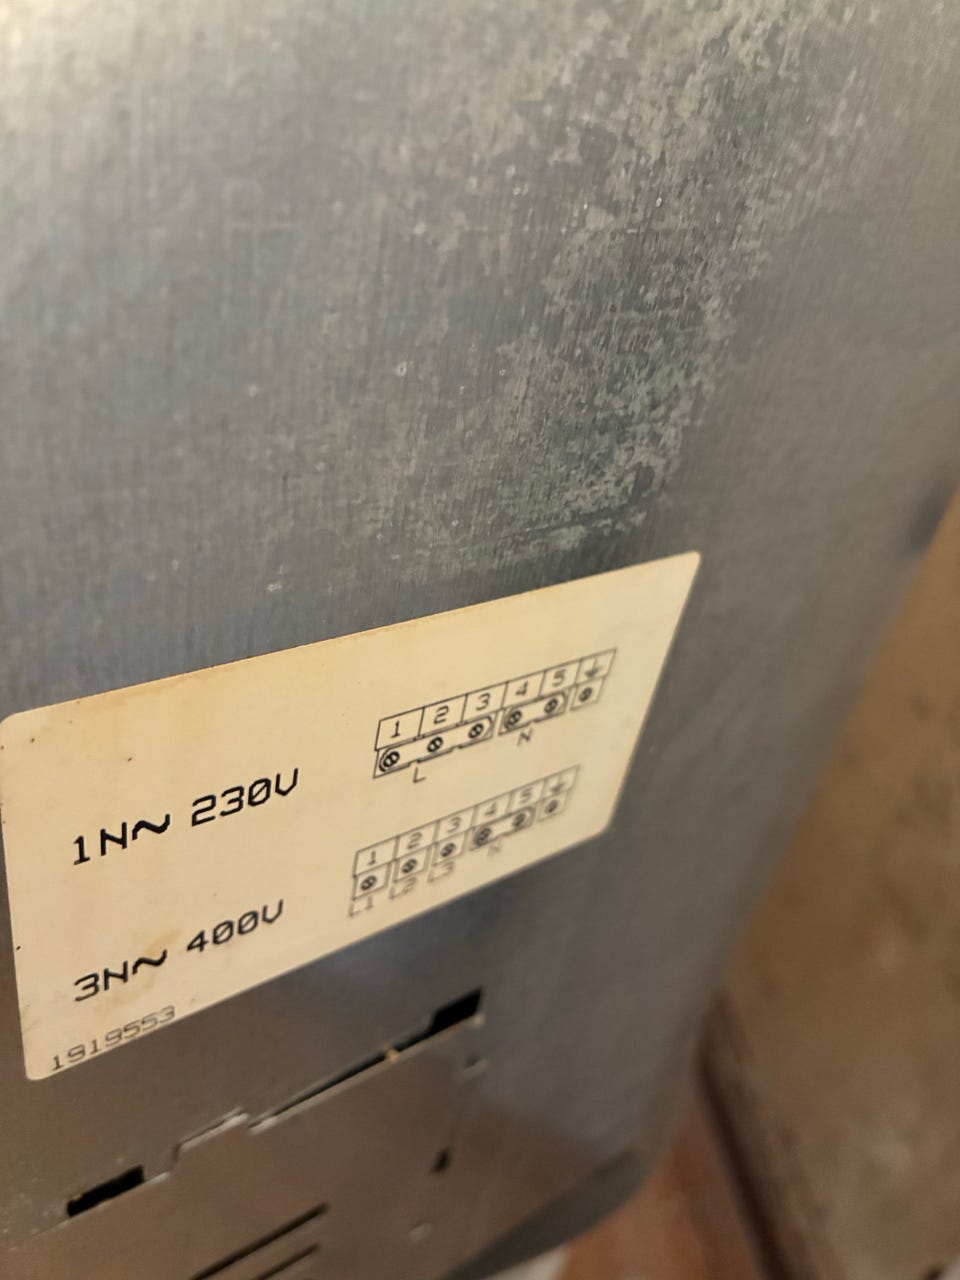 1 2 3 4 5 ⏚
L N
1N~ 230V
1 2 3 4 5 ⏚
L1 L2 L3 N
3N~ 400V
1919553